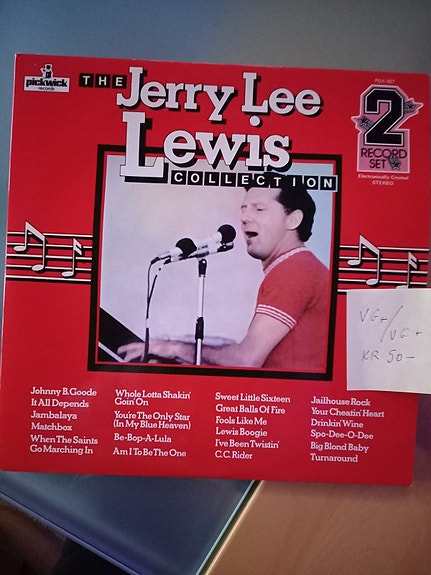 pickwick
records
THE
Jerry Lee
Lewis
COLLECTION
PDA 007
2
RECORD
SET
Electronically Created
STEREO
VG+/VG+
KR 50-
Johnny B. Goode
It All Depends
Jambalaya
Matchbox
When The Saints
Go Marching In
Whole Lotta Shakin'
Goin' On
You're The Only Star
(In My Blue Heaven)
Be-Bop-A-Lula
Am I To Be The One
Sweet Little Sixteen
Great Balls Of Fire
Fools Like Me
Lewis Boogie
I've Been Twistin'
C.C. Rider
Jailhouse Rock
Your Cheatin' Heart
Drinkin' Wine
Spo-Dee-O-Dee
Big Blond Baby
Turnaround